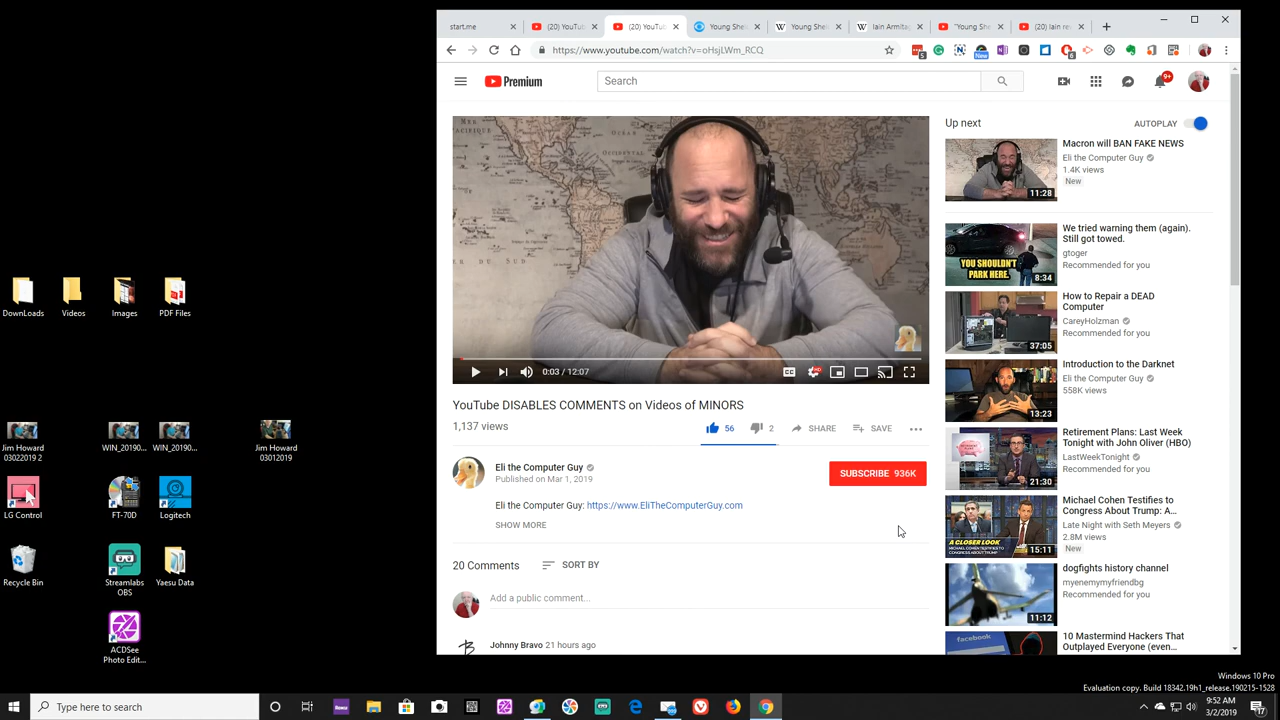 start.me
(20) YouTub
(20) YouTu
Young Sheld
Young Sheld
Iain Armitag
"Young She
(20) Iain re
https://www.youtube.com/watch?v=oHsjLWm_RCQ
New
Premium
Search
9+
Up next
AUTOPLAY
Macron will BAN FAKE NEWS
Eli the Computer Guy
1.4K views
New
11:28
We tried warning them (again).
Still got towed.
gtoger
Recommended for you
YOU SHOULDN'T
PARK HERE.
8:34
How to Repair a DEAD
Computer
CareyHolzman
Recommended for you
37:05
Introduction to the Darknet
Eli the Computer Guy
558K views
13:23
Retirement Plans: Last Week
Tonight with John Oliver (HBO)
LastWeekTonight
Recommended for you
21:30
Michael Cohen Testifies to
Congress About Trump: A...
Late Night with Seth Meyers
2.8M views
New
A CLOSER LOOK
15:11
dogfights history channel
myenemymyfriendbg
Recommended for you
11:12
10 Mastermind Hackers That
Outplayed Everyone (even...
facebook
0:03 / 12:07
YouTube DISABLES COMMENTS on Videos of MINORS
1,137 views
56
2
SHARE
SAVE
Eli the Computer Guy
Published on Mar 1, 2019
SUBSCRIBE 936K
Eli the Computer Guy: https://www.EliTheComputerGuy.com
SHOW MORE
20 Comments
SORT BY
Add a public comment...
Johnny Bravo 21 hours ago
DownLoads
Videos
Images
PDF Files
Jim Howard
03022019 2
WIN_20190...
WIN_20190...
Jim Howard
03012019
LG Control
FT-70D
Logitech
Recycle Bin
Streamlabs
OBS
Yaesu Data
ACDSee
Photo Edit...
Windows 10 Pro
Evaluation copy. Build 18342.19h1_release.190215-1528
Type here to search
Roku
9:52 AM
3/2/2019
17